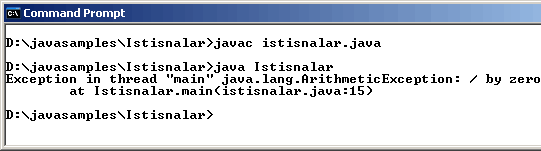 Command Prompt
D:\javasamples\Istisnalar>javac istisnalar.java
D:\javasamples\Istisnalar>java Istisnalar
Exception in thread "main" java.lang.ArithmeticException: / by zero
at Istisnalar.main(istisnalar.java:15)
D:\javasamples\Istisnalar>